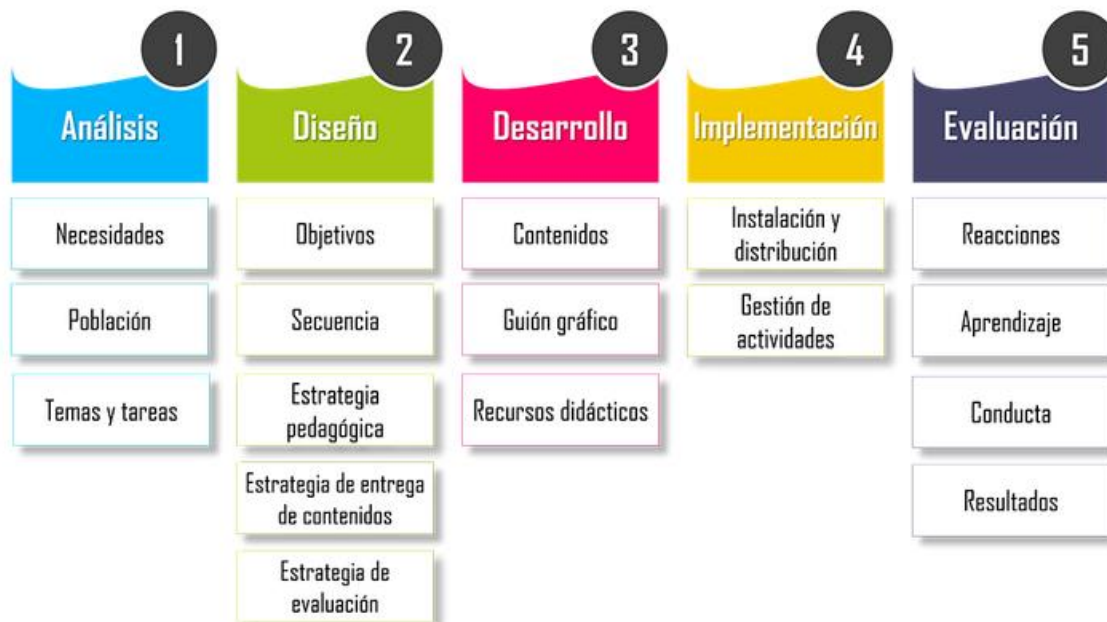 1
Análisis
Necesidades
Población
Temas y tareas
2
Diseño
Objetivos
Secuencia
Estrategia
pedagógica
Estrategia de entrega
de contenidos
Estrategia de
evaluación
3
Desarrollo
Contenidos
Guión gráfico
Recursos didácticos
4
Implementación
Instalación y
distribución
Gestión de
actividades
5
Evaluación
Reacciones
Aprendizaje
Conducta
Resultados